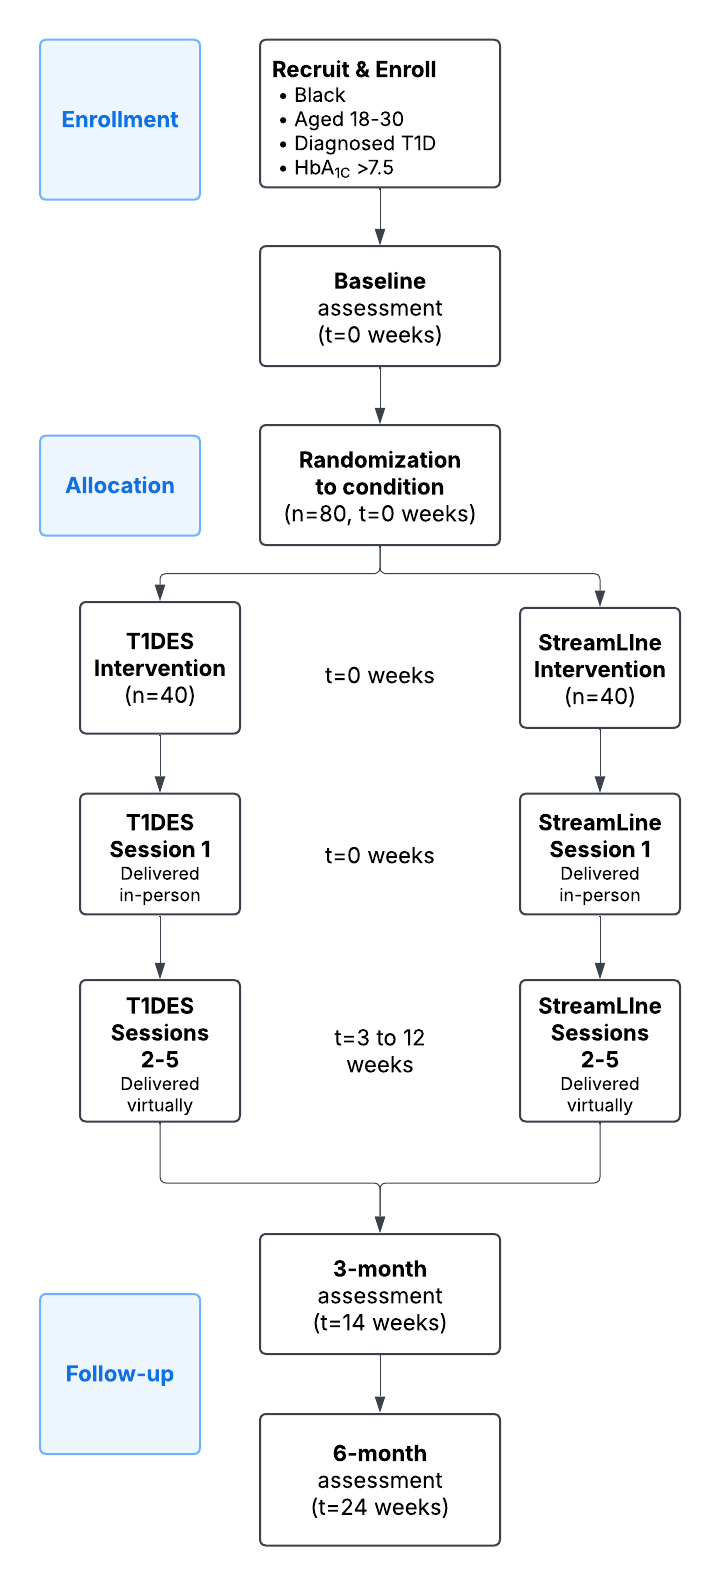 Enrollment
Recruit & Enroll
• Black
• Aged 18-30
• Diagnosed T1D
• HbA1C >7.5
Baseline
assessment
(t=0 weeks)
Allocation
Randomization
to condition
(n=80, t=0 weeks)
T1DES
Intervention
(n=40)
t=0 weeks
StreamLIne
Intervention
(n=40)
T1DES
Session 1
Delivered
in-person
t=0 weeks
StreamLine
Session 1
Delivered
in-person
T1DES
Sessions
2-5
Delivered
virtually
t=3 to 12
weeks
StreamLIne
Sessions
2-5
Delivered
virtually
3-month
assessment
(t=14 weeks)
Follow-up
6-month
assessment
(t=24 weeks)